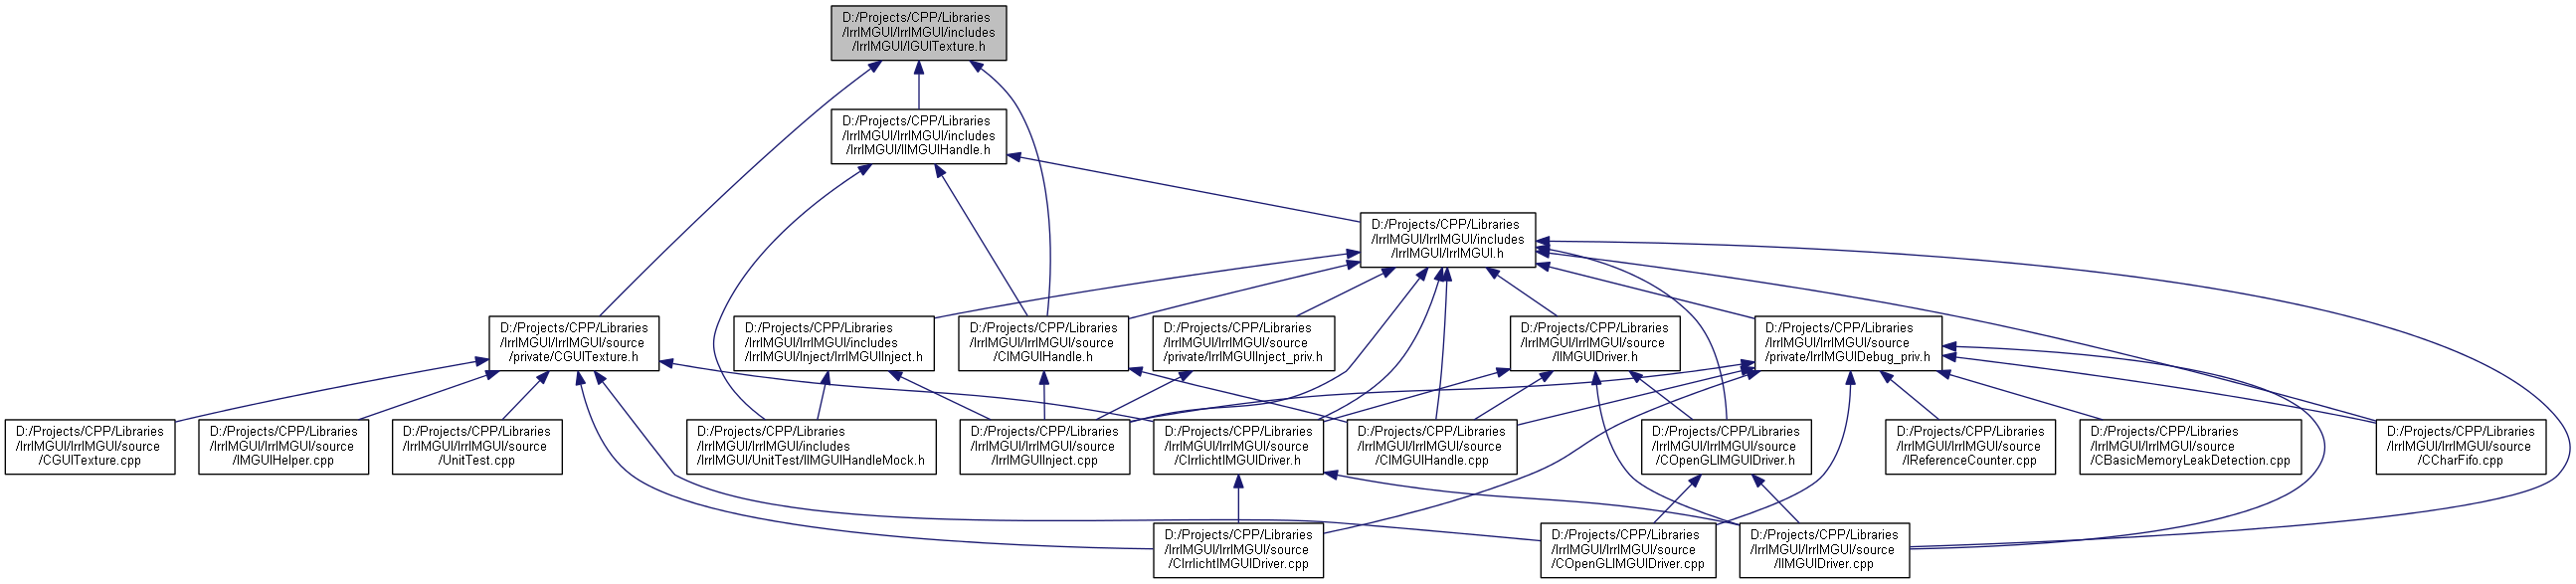 D:/Projects/CPP/Libraries
/IrrIMGUI/IrrIMGUI/includes
/IrrIMGUI/IGUITexture.h
D:/Projects/CPP/Libraries
/IrrIMGUI/IrrIMGUI/includes
/IrrIMGUI/IIMGUIHandle.h
D:/Projects/CPP/Libraries
/IrrIMGUI/IrrIMGUI/includes
/IrrIMGUI/IrrIMGUI.h
D:/Projects/CPP/Libraries
/IrrIMGUI/IrrIMGUI/source
/private/CGUITexture.h
D:/Projects/CPP/Libraries
/IrrIMGUI/IrrIMGUI/includes
/IrrIMGUI/Inject/IrrIMGUIInject.h
D:/Projects/CPP/Libraries
/IrrIMGUI/IrrIMGUI/source
/CIMGUIHandle.h
D:/Projects/CPP/Libraries
/IrrIMGUI/IrrIMGUI/source
/private/IrrIMGUIInject_priv.h
D:/Projects/CPP/Libraries
/IrrIMGUI/IrrIMGUI/source
/IIMGUIDriver.h
D:/Projects/CPP/Libraries
/IrrIMGUI/IrrIMGUI/source
/private/IrrIMGUIDebug_priv.h
D:/Projects/CPP/Libraries
/IrrIMGUI/IrrIMGUI/source
/CGUITexture.cpp
D:/Projects/CPP/Libraries
/IrrIMGUI/IrrIMGUI/source
/IMGUIHelper.cpp
D:/Projects/CPP/Libraries
/IrrIMGUI/IrrIMGUI/source
/UnitTest.cpp
D:/Projects/CPP/Libraries
/IrrIMGUI/IrrIMGUI/includes
/IrrIMGUI/UnitTest/IIMGUIHandleMock.h
D:/Projects/CPP/Libraries
/IrrIMGUI/IrrIMGUI/source
/IrrIMGUIInject.cpp
D:/Projects/CPP/Libraries
/IrrIMGUI/IrrIMGUI/source
/CIrrlichtIMGUIDriver.h
D:/Projects/CPP/Libraries
/IrrIMGUI/IrrIMGUI/source
/CIMGUIHandle.cpp
D:/Projects/CPP/Libraries
/IrrIMGUI/IrrIMGUI/source
/COpenGLIMGUIDriver.h
D:/Projects/CPP/Libraries
/IrrIMGUI/IrrIMGUI/source
/IReferenceCounter.cpp
D:/Projects/CPP/Libraries
/IrrIMGUI/IrrIMGUI/source
/CBasicMemoryLeakDetection.cpp
D:/Projects/CPP/Libraries
/IrrIMGUI/IrrIMGUI/source
/CCharFifo.cpp
D:/Projects/CPP/Libraries
/IrrIMGUI/IrrIMGUI/source
/CIrrlichtIMGUIDriver.cpp
D:/Projects/CPP/Libraries
/IrrIMGUI/IrrIMGUI/source
/COpenGLIMGUIDriver.cpp
D:/Projects/CPP/Libraries
/IrrIMGUI/IrrIMGUI/source
/IIMGUIDriver.cpp